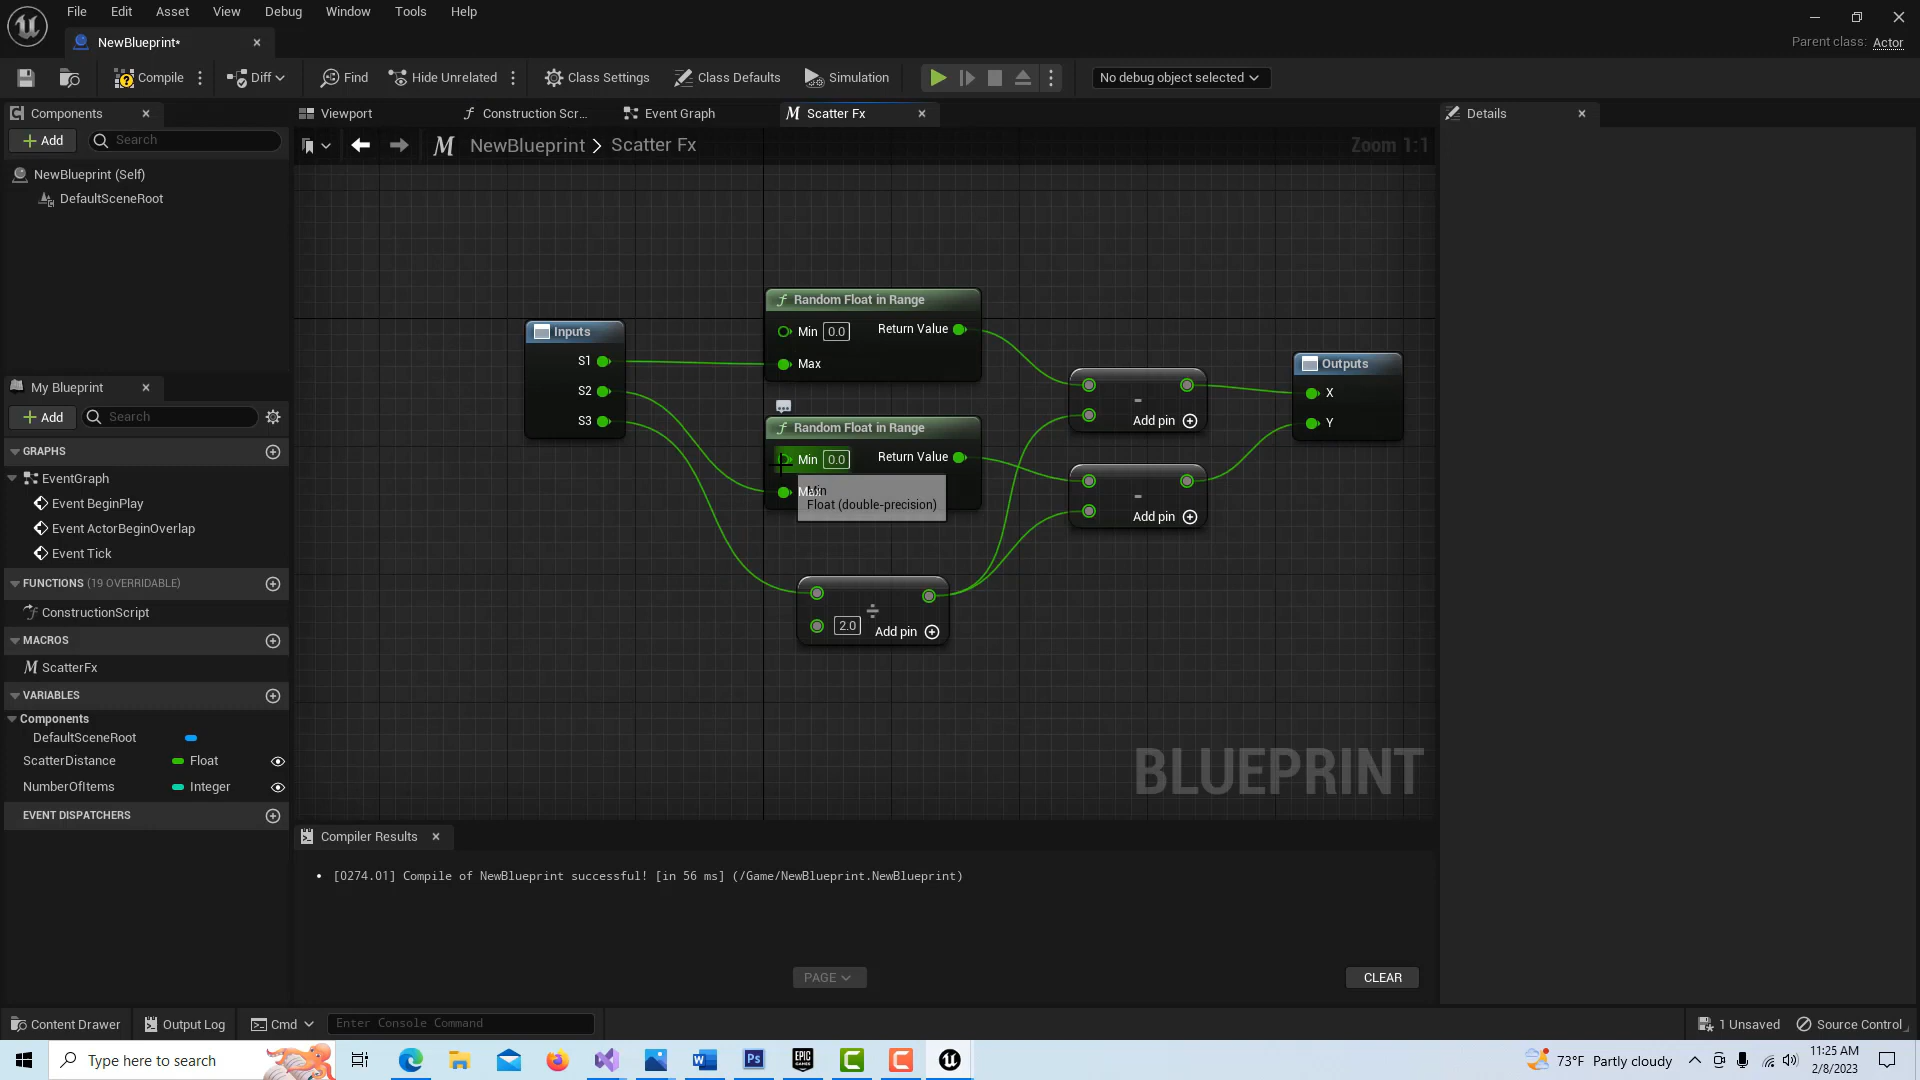 File Edit Asset View Debug Window Tools Help
NewBlueprint*
Parent class: Actor
Compile Diff Find Hide Unrelated Class Settings Class Defaults Simulation No debug object selected
Components
Viewport Construction Scr... Event Graph Scatter Fx
Details
Add Search
NewBlueprint > Scatter Fx
Zoom 1:1
NewBlueprint (Self)
DefaultSceneRoot
Random Float in Range
Min 0.0 Return Value
Max
Inputs
S1
S2
S3
Outputs
X
Y
-
Add pin
Random Float in Range
Min 0.0 Return Value
Min
Float (double-precision)
-
Add pin
÷
2.0 Add pin
BLUEPRINT
My Blueprint
Add Search
GRAPHS
EventGraph
Event BeginPlay
Event ActorBeginOverlap
Event Tick
FUNCTIONS (19 OVERRIDABLE)
ConstructionScript
MACROS
ScatterFx
VARIABLES
Components
DefaultSceneRoot
ScatterDistance Float
NumberOfItems Integer
EVENT DISPATCHERS
Compiler Results
• [0274.01] Compile of NewBlueprint successful! [in 56 ms] (/Game/NewBlueprint.NewBlueprint)
PAGE
CLEAR
Content Drawer Output Log Cmd Enter Console Command
1 Unsaved Source Control
Type here to search
73°F Partly cloudy
11:25 AM
2/8/2023